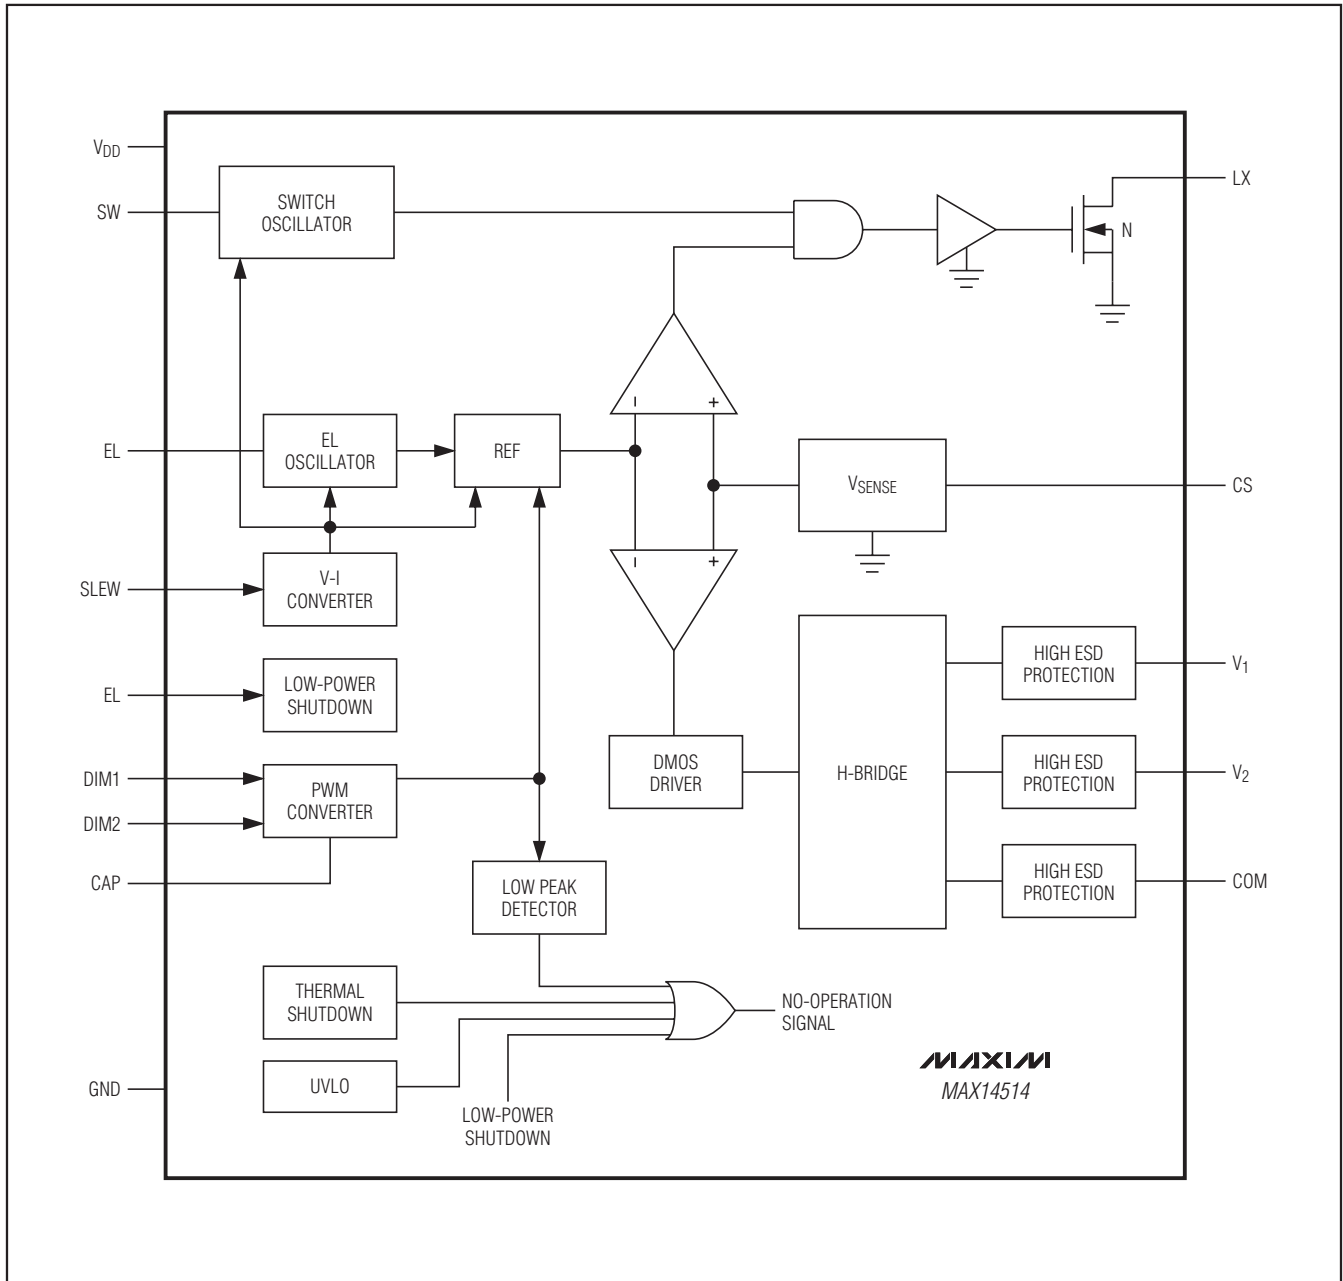 VDD
SW
SWITCH
OSCILLATOR
LX
N
EL
EL
OSCILLATOR
REF
VSENSE
CS
SLEW
V-I
CONVERTER
EL
LOW-POWER
SHUTDOWN
HIGH ESD
PROTECTION
V1
DIM1
DIM2
PWM
CONVERTER
CAP
DMOS
DRIVER
H-BRIDGE
HIGH ESD
PROTECTION
V2
LOW PEAK
DETECTOR
HIGH ESD
PROTECTION
COM
THERMAL
SHUTDOWN
NO-OPERATION
SIGNAL
GND
UVLO
LOW-POWER
SHUTDOWN
MAXIM
MAX14514